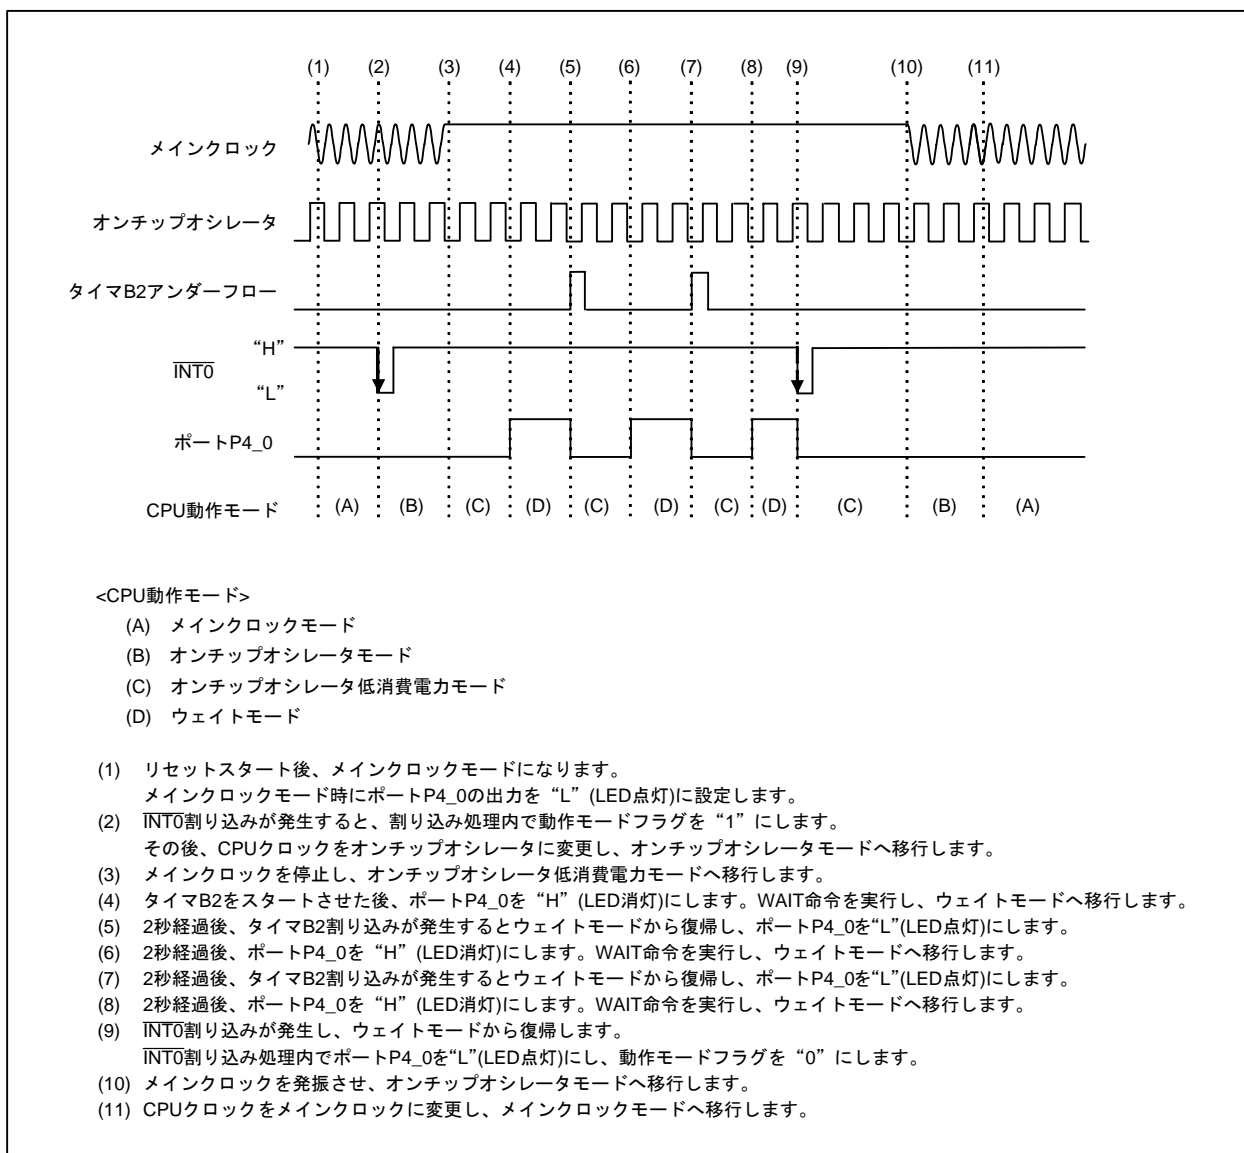 (1) (2) (3) (4) (5) (6) (7) (8) (9) (10) (11)
メインクロック
オンチップオシレータ
タイマB2アンダーフロー
“H”
INT0
“L”
ポートP4_0
CPU動作モード (A) (B) (C) (D) (C) (D) (C) (D) (C) (B) (A)
<CPU動作モード>
(A) メインクロックモード
(B) オンチップオシレータモード
(C) オンチップオシレータ低消費電力モード
(D) ウェイトモード
(1) リセットスタート後、メインクロックモードになります。
メインクロックモード時にポートP4_0の出力を“L”(LED点灯)に設定します。
(2) INT0割り込みが発生すると、割り込み処理内で動作モードフラグを“1”にします。
その後、CPUクロックをオンチップオシレータに変更し、オンチップオシレータモードへ移行します。
(3) メインクロックを停止し、オンチップオシレータ低消費電力モードへ移行します。
(4) タイマB2をスタートさせた後、ポートP4_0を“H”(LED消灯)にします。WAIT命令を実行し、ウェイトモードへ移行します。
(5) 2秒経過後、タイマB2割り込みが発生するとウェイトモードから復帰し、ポートP4_0を“L”(LED点灯)にします。
(6) 2秒経過後、ポートP4_0を“H”(LED消灯)にします。WAIT命令を実行し、ウェイトモードへ移行します。
(7) 2秒経過後、タイマB2割り込みが発生するとウェイトモードから復帰し、ポートP4_0を“L”(LED点灯)にします。
(8) 2秒経過後、ポートP4_0を“H”(LED消灯)にします。WAIT命令を実行し、ウェイトモードへ移行します。
(9) INT0割り込みが発生し、ウェイトモードから復帰します。
INT0割り込み処理内でポートP4_0を“L”(LED点灯)にし、動作モードフラグを“0”にします。
(10) メインクロックを発振させ、オンチップオシレータモードへ移行します。
(11) CPUクロックをメインクロックに変更し、メインクロックモードへ移行します。